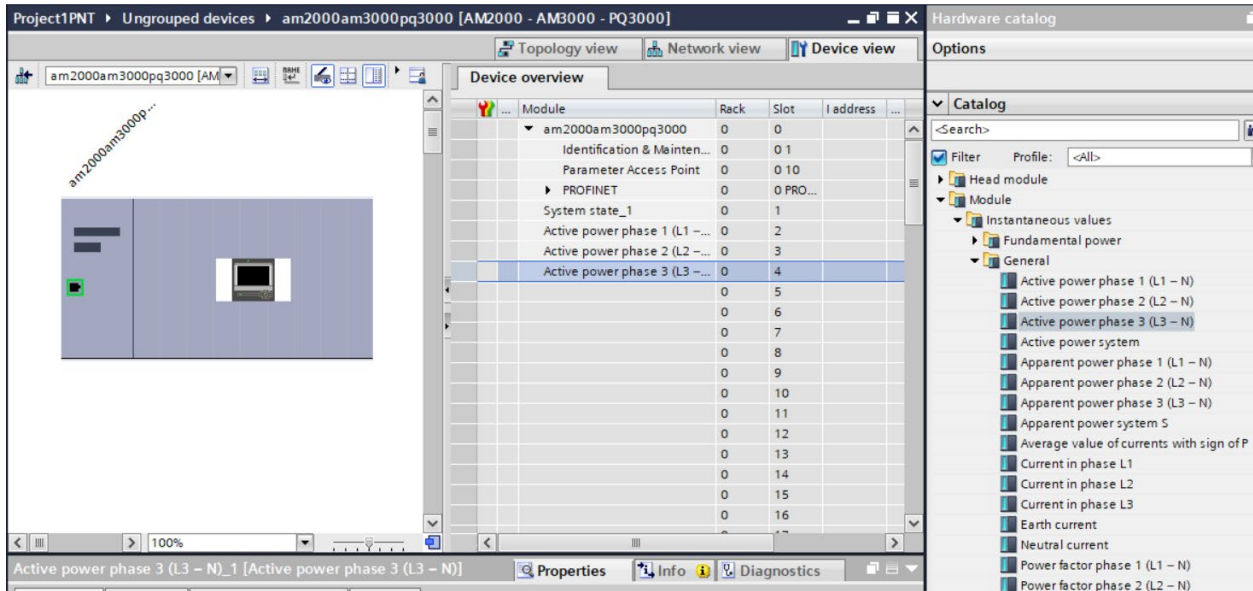 Project1PNT ▸ Ungrouped devices ▸ am2000am3000pq3000 [AM2000 - AM3000 - PQ3000]
Topology view Network view Device view
am2000am3000pq3000 [AM
am2000am3000p...
Device overview
... Module Rack Slot I address ...
am2000am3000pq3000 0 0
Identification & Mainten... 0 0 1
Parameter Access Point 0 0 10
PROFINET 0 0 PRO...
System state_1 0 1
Active power phase 1 (L1 –... 0 2
Active power phase 2 (L2 –... 0 3
Active power phase 3 (L3 –... 0 4
0 5
0 6
0 7
0 8
0 9
0 10
0 11
0 12
0 13
0 14
0 15
0 16
100%
Active power phase 3 (L3 – N)_1 [Active power phase 3 (L3 – N)]
Properties Info Diagnostics
Hardware catalog
Options
Catalog
<Search>
Filter Profile: <All>
Head module
Module
Instantaneous values
Fundamental power
General
Active power phase 1 (L1 – N)
Active power phase 2 (L2 – N)
Active power phase 3 (L3 – N)
Active power system
Apparent power phase 1 (L1 – N)
Apparent power phase 2 (L2 – N)
Apparent power phase 3 (L3 – N)
Apparent power system S
Average value of currents with sign of P
Current in phase L1
Current in phase L2
Current in phase L3
Earth current
Neutral current
Power factor phase 1 (L1 – N)
Power factor phase 2 (L2 – N)